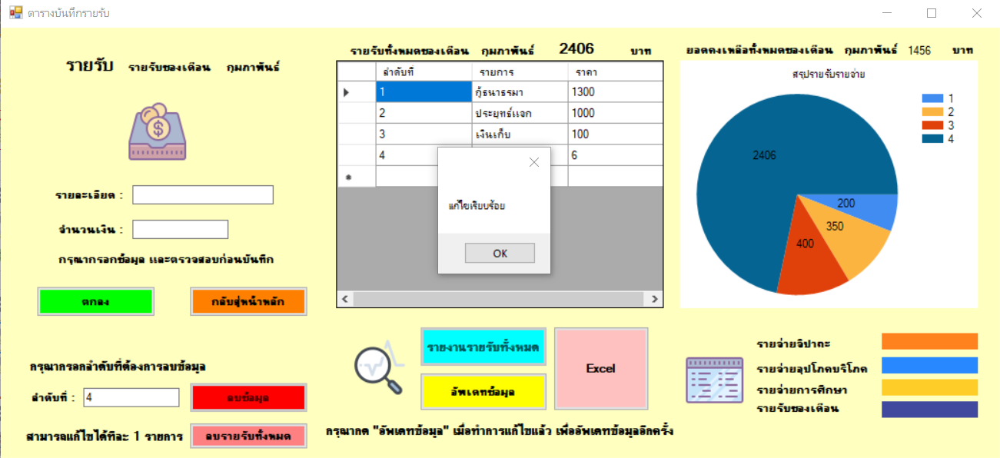 ตารางบันทึกรายรับ
รายรับ รายรับของเดือน กุมภาพันธ์
รายละเอียด :
จำนวนเงิน :
กรุณากรอกข้อมูล และตรวจสอบก่อนบันทึก
ตกลง กลับสู่หน้าหลัก
กรุณากรอกลำดับที่ต้องการลบข้อมูล
ลำดับที่ : 4 ลบข้อมูล
สามารถแก้ไขได้ทีละ 1 รายการ ลบรายรับทั้งหมด
รายรับทั้งหมดของเดือน กุมภาพันธ์ 2406 บาท
ลำดับที่ รายการ ราคา
1 กู้ธนาธรมา 1300
2 ประยุทธ์แจก 1000
3 เงินเก็บ 100
4 6
แก้ไขเรียบร้อย
OK
รายงานรายรับทั้งหมด
อัพเดทข้อมูล
Excel
กรุณากด "อัพเดทข้อมูล" เมื่อทำการแก้ไขแล้ว เพื่ออัพเดทข้อมูลอีกครั้ง
ยอดคงเหลือทั้งหมดของเดือน กุมภาพันธ์ 1456 บาท
สรุปรายรับรายจ่าย
1
2
3
4
2406
200
350
400
รายจ่ายจิปาถะ
รายจ่ายอุปโภคบริโภค
รายจ่ายการศึกษา
รายรับของเดือน